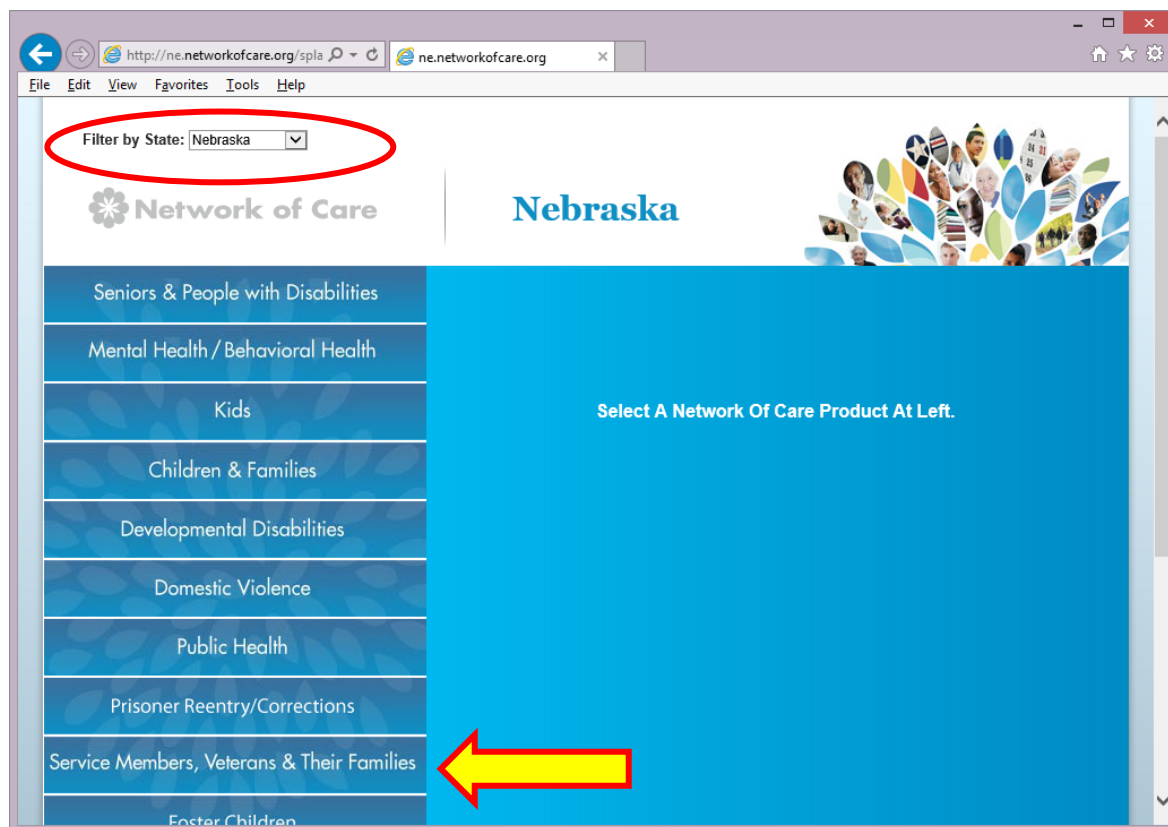 http://ne.networkofcare.org/spla
ne.networkofcare.org
File Edit View Favorites Tools Help
Filter by State: Nebraska
Network of Care
Nebraska
Seniors & People with Disabilities
Mental Health / Behavioral Health
Kids
Select A Network Of Care Product At Left.
Children & Families
Developmental Disabilities
Domestic Violence
Public Health
Prisoner Reentry/Corrections
Service Members, Veterans & Their Families
Foster Children